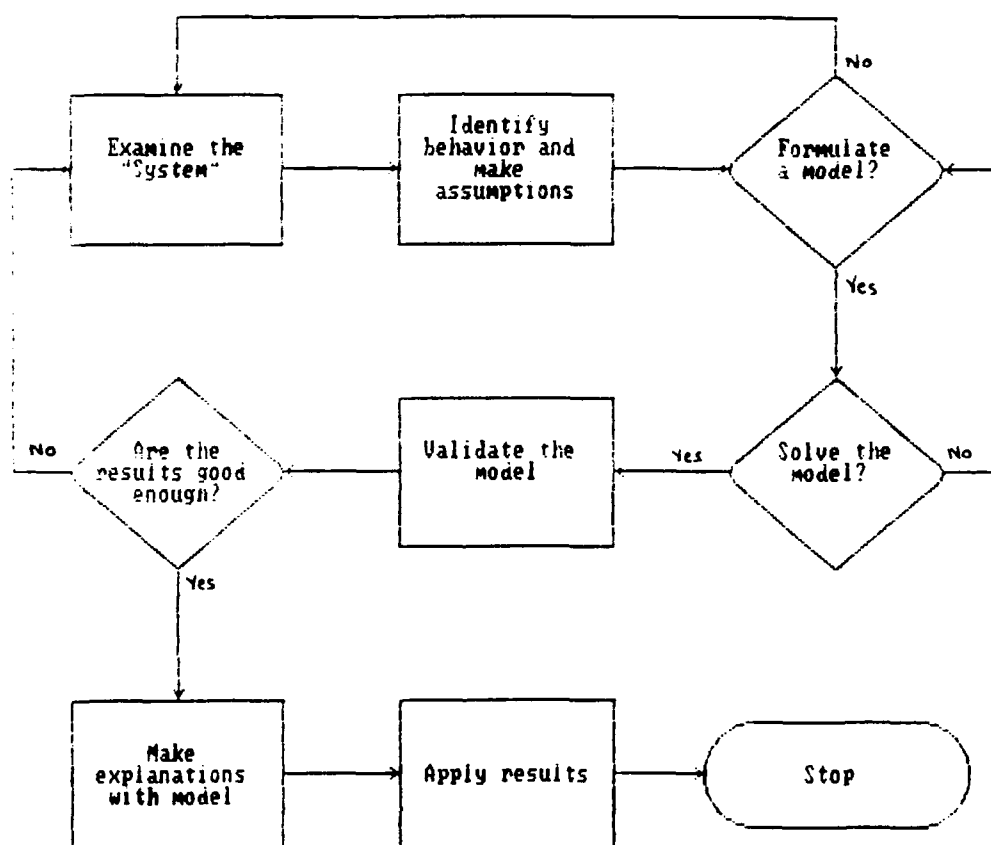 No
Examine the
"System"
Identify
behavior and
make
assumptions
Formulate
a model?
Yes
No
Are the
results good
enough?
Validate the
model
Yes
Solve the
model?
No
Yes
Make
explanations
with model
Apply results
Stop